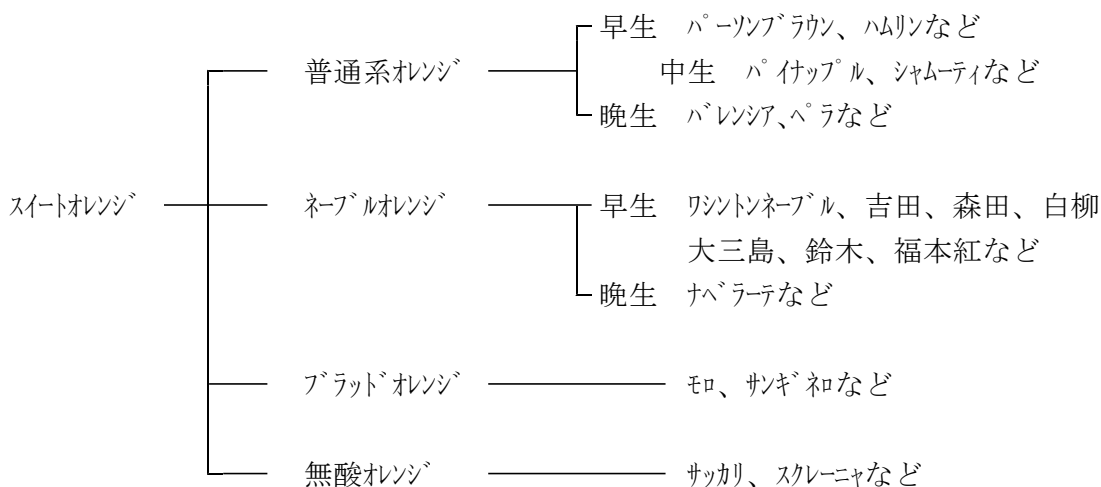 早生 パーソンブラウン、ハムリンなど
普通系オレンジ 中生 パイナップル、シャムーティなど
晩生 バレンシア、ペラなど
スイートオレンジ ネーブルオレンジ 早生 ワシントンネーブル、吉田、森田、白柳
大三島、鈴木、福本紅など
晩生 ナベラーテなど
ブラッドオレンジ モロ、サンギネロなど
無酸オレンジ サッカリ、スクレーニャなど